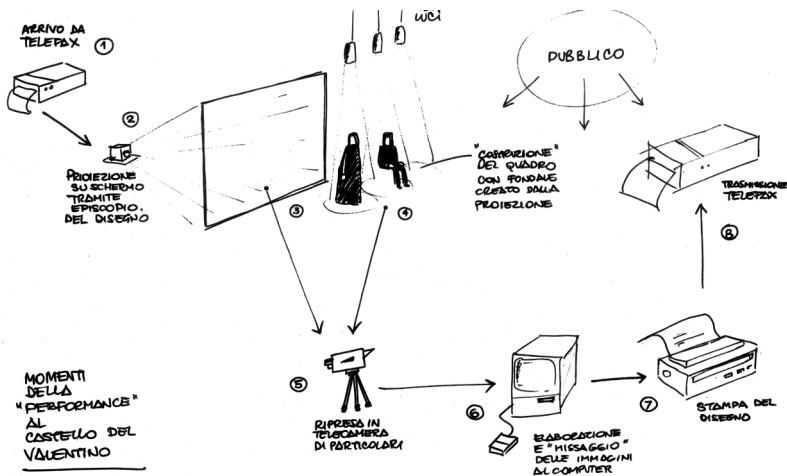 ARRIVO DA
TELEFAX
1
2
PROIEZIONE
SU SCHERMO
TRAMITE
EPISCOPIO.
DEL DISEGNO
LUCI
PUBBLICO
3
4
"COSTRUZIONE"
DEL QUADRO
CON FONDALE
CREATO DALLA
PROIEZIONE
TRASMISSIONE
TELEFAX
8
5
RIPRESA IN
TELECAMERA
DI PARTICOLARI
6
ELABORAZIONE
E "MISSAGGIO"
DELLE IMMAGINI
AL COMPUTER
7
STAMPA DEL
DISEGNO
MOMENTI
DELLA
"PERFORMANCE"
AL
CASTELLO DEL
VALENTINO